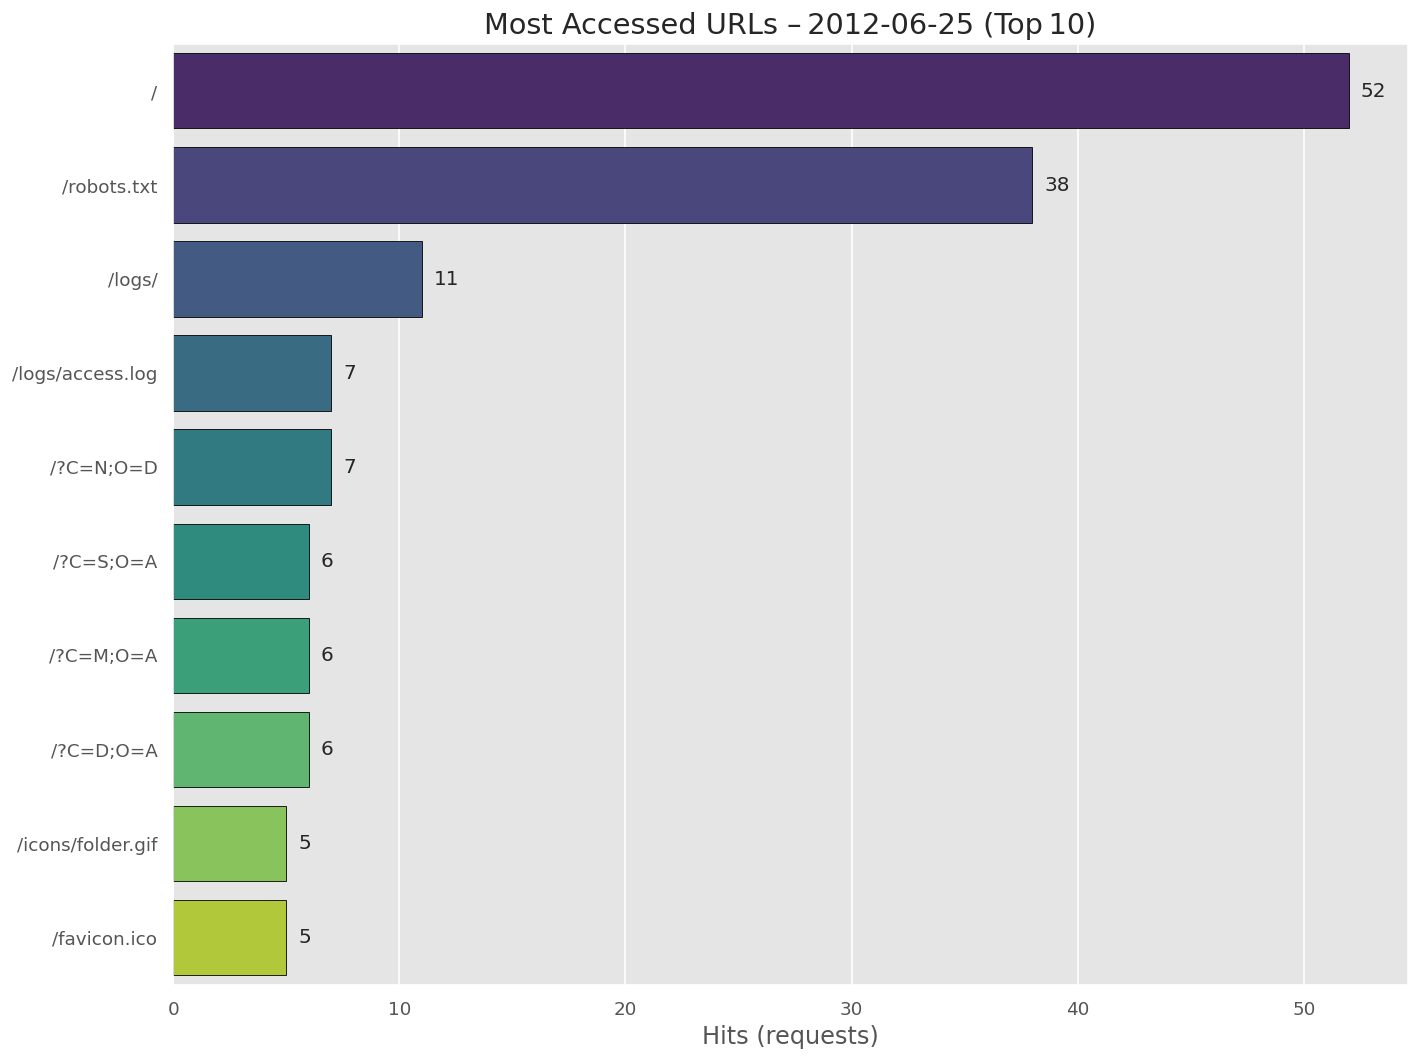 Most Accessed URLs – 2012-06-25 (Top 10)
/ 52
/robots.txt 38
/logs/ 11
/logs/access.log 7
/?C=N;O=D 7
/?C=S;O=A 6
/?C=M;O=A 6
/?C=D;O=A 6
/icons/folder.gif 5
/favicon.ico 5
0 10 20 30 40 50
Hits (requests)